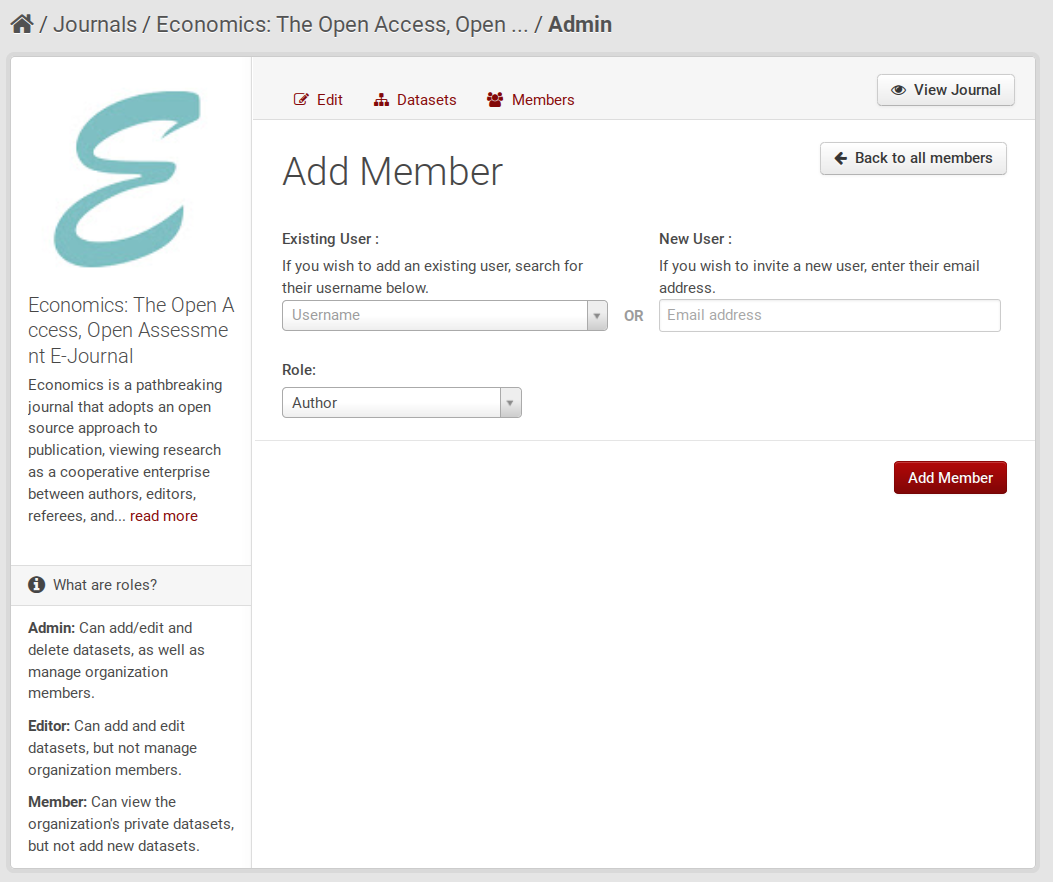 / Journals / Economics: The Open Access, Open ... / Admin
Edit
Datasets
Members
View Journal
Add Member
Back to all members
Existing User :
If you wish to add an existing user, search for
their username below.
Username
OR
New User :
If you wish to invite a new user, enter their email
address.
Email address
Role:
Author
Add Member
E
Economics: The Open A
ccess, Open Assessme
nt E-Journal
Economics is a pathbreaking
journal that adopts an open
source approach to
publication, viewing research
as a cooperative enterprise
between authors, editors,
referees, and... read more
What are roles?
Admin: Can add/edit and
delete datasets, as well as
manage organization
members.
Editor: Can add and edit
datasets, but not manage
organization members.
Member: Can view the
organization's private datasets,
but not add new datasets.